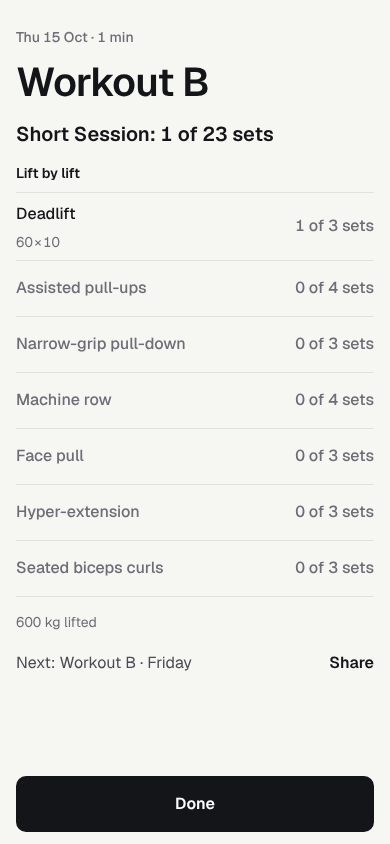 Thu 15 Oct · 1 min
Workout B
Short Session: 1 of 23 sets
Lift by lift
Deadlift
60×10
1 of 3 sets
Assisted pull-ups 0 of 4 sets
Narrow-grip pull-down 0 of 3 sets
Machine row 0 of 4 sets
Face pull 0 of 3 sets
Hyper-extension 0 of 3 sets
Seated biceps curls 0 of 3 sets
600 kg lifted
Next: Workout B · Friday Share
Done